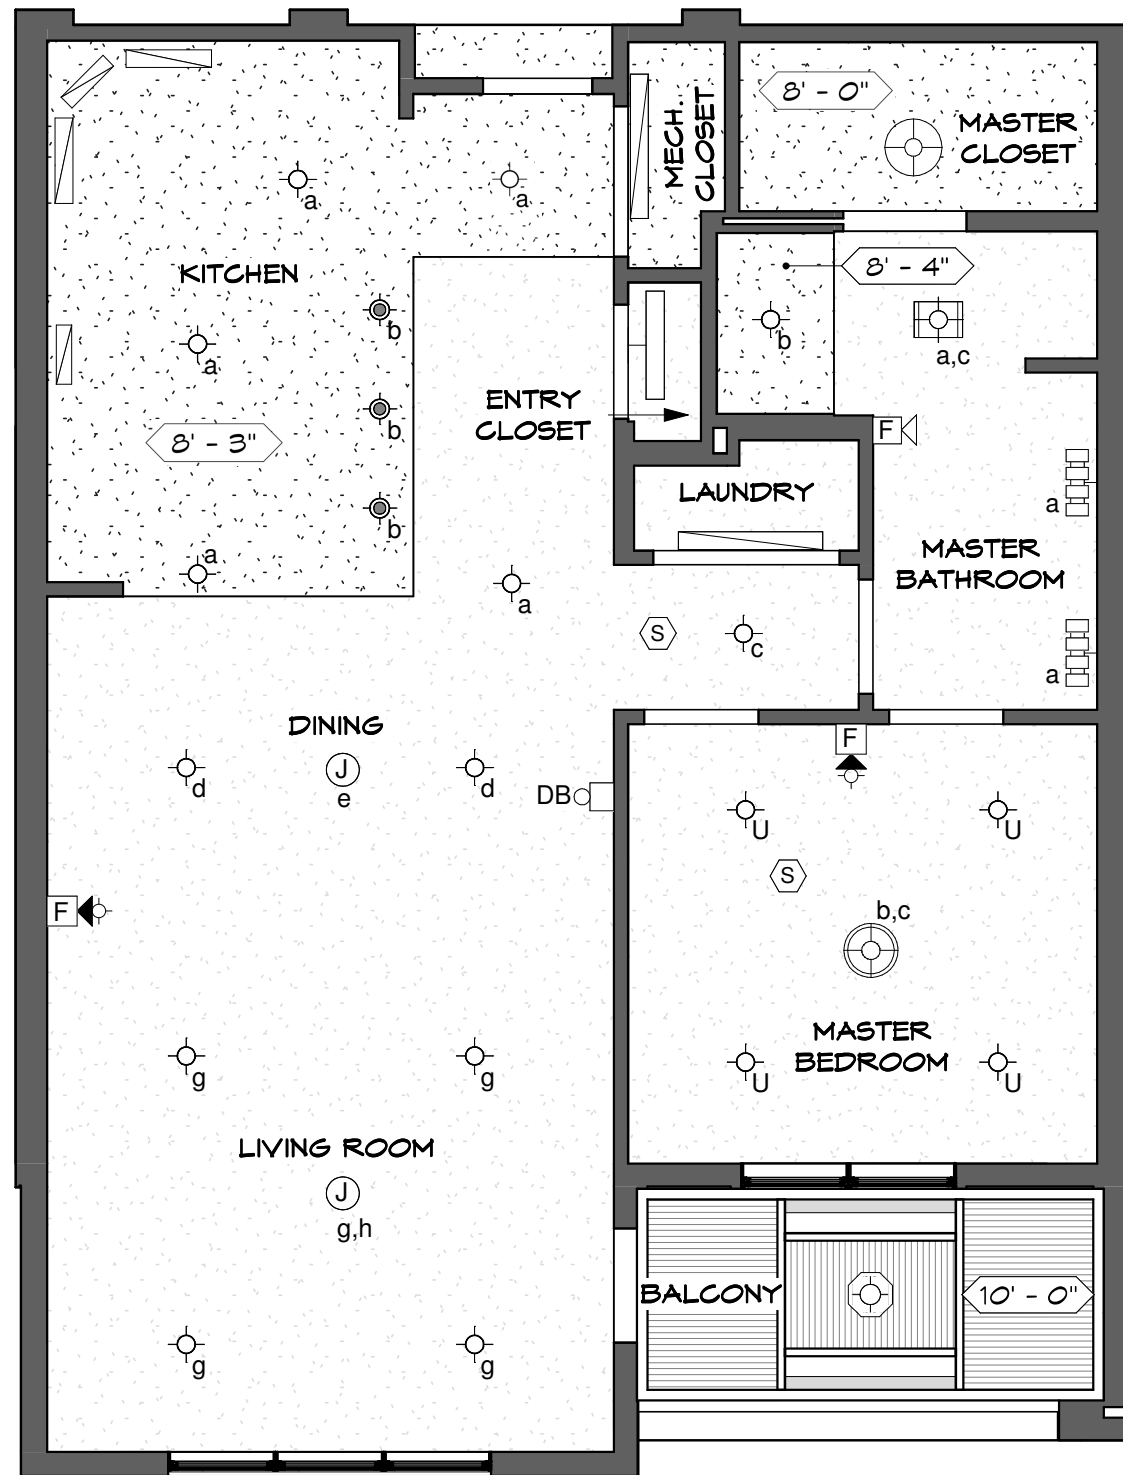 8' - 0"
MASTER
CLOSET
MECH.
CLOSET
a
a
KITCHEN
8' - 4"
b
b
a,c
a
ENTRY
CLOSET
b
8' - 3"
F
LAUNDRY
a
b
MASTER
BATHROOM
a
a
S
c
a
DINING
F
J
d
d
e
DB
U
U
S
F
b,c
MASTER
BEDROOM
g
g
U
U
LIVING ROOM
J
g,h
BALCONY
10' - 0"
g
g